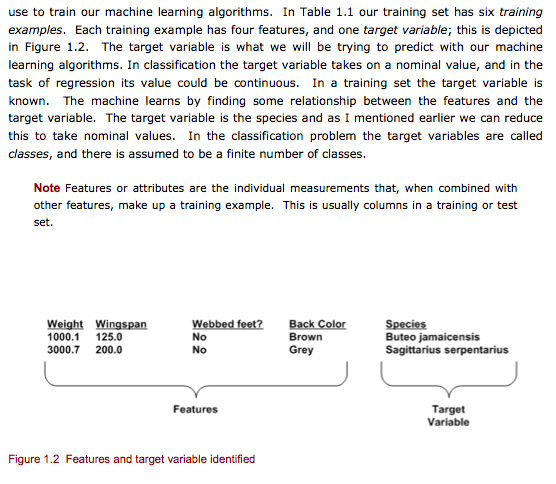 use to train our machine learning algorithms. In Table 1.1 our training set has six training
examples. Each training example has four features, and one target variable; this is depicted
in Figure 1.2. The target variable is what we will be trying to predict with our machine
learning algorithms. In classification the target variable takes on a nominal value, and in the
task of regression its value could be continuous. In a training set the target variable is
known. The machine learns by finding some relationship between the features and the
target variable. The target variable is the species and as I mentioned earlier we can reduce
this to take nominal values. In the classification problem the target variables are called
classes, and there is assumed to be a finite number of classes.
Note Features or attributes are the individual measurements that, when combined with
other features, make up a training example. This is usually columns in a training or test
set.
Weight Wingspan Webbed feet? Back Color Species
1000.1 125.0 No Brown Buteo jamaicensis
3000.7 200.0 No Grey Sagittarius serpentarius
Features Target
Variable
Figure 1.2 Features and target variable identified